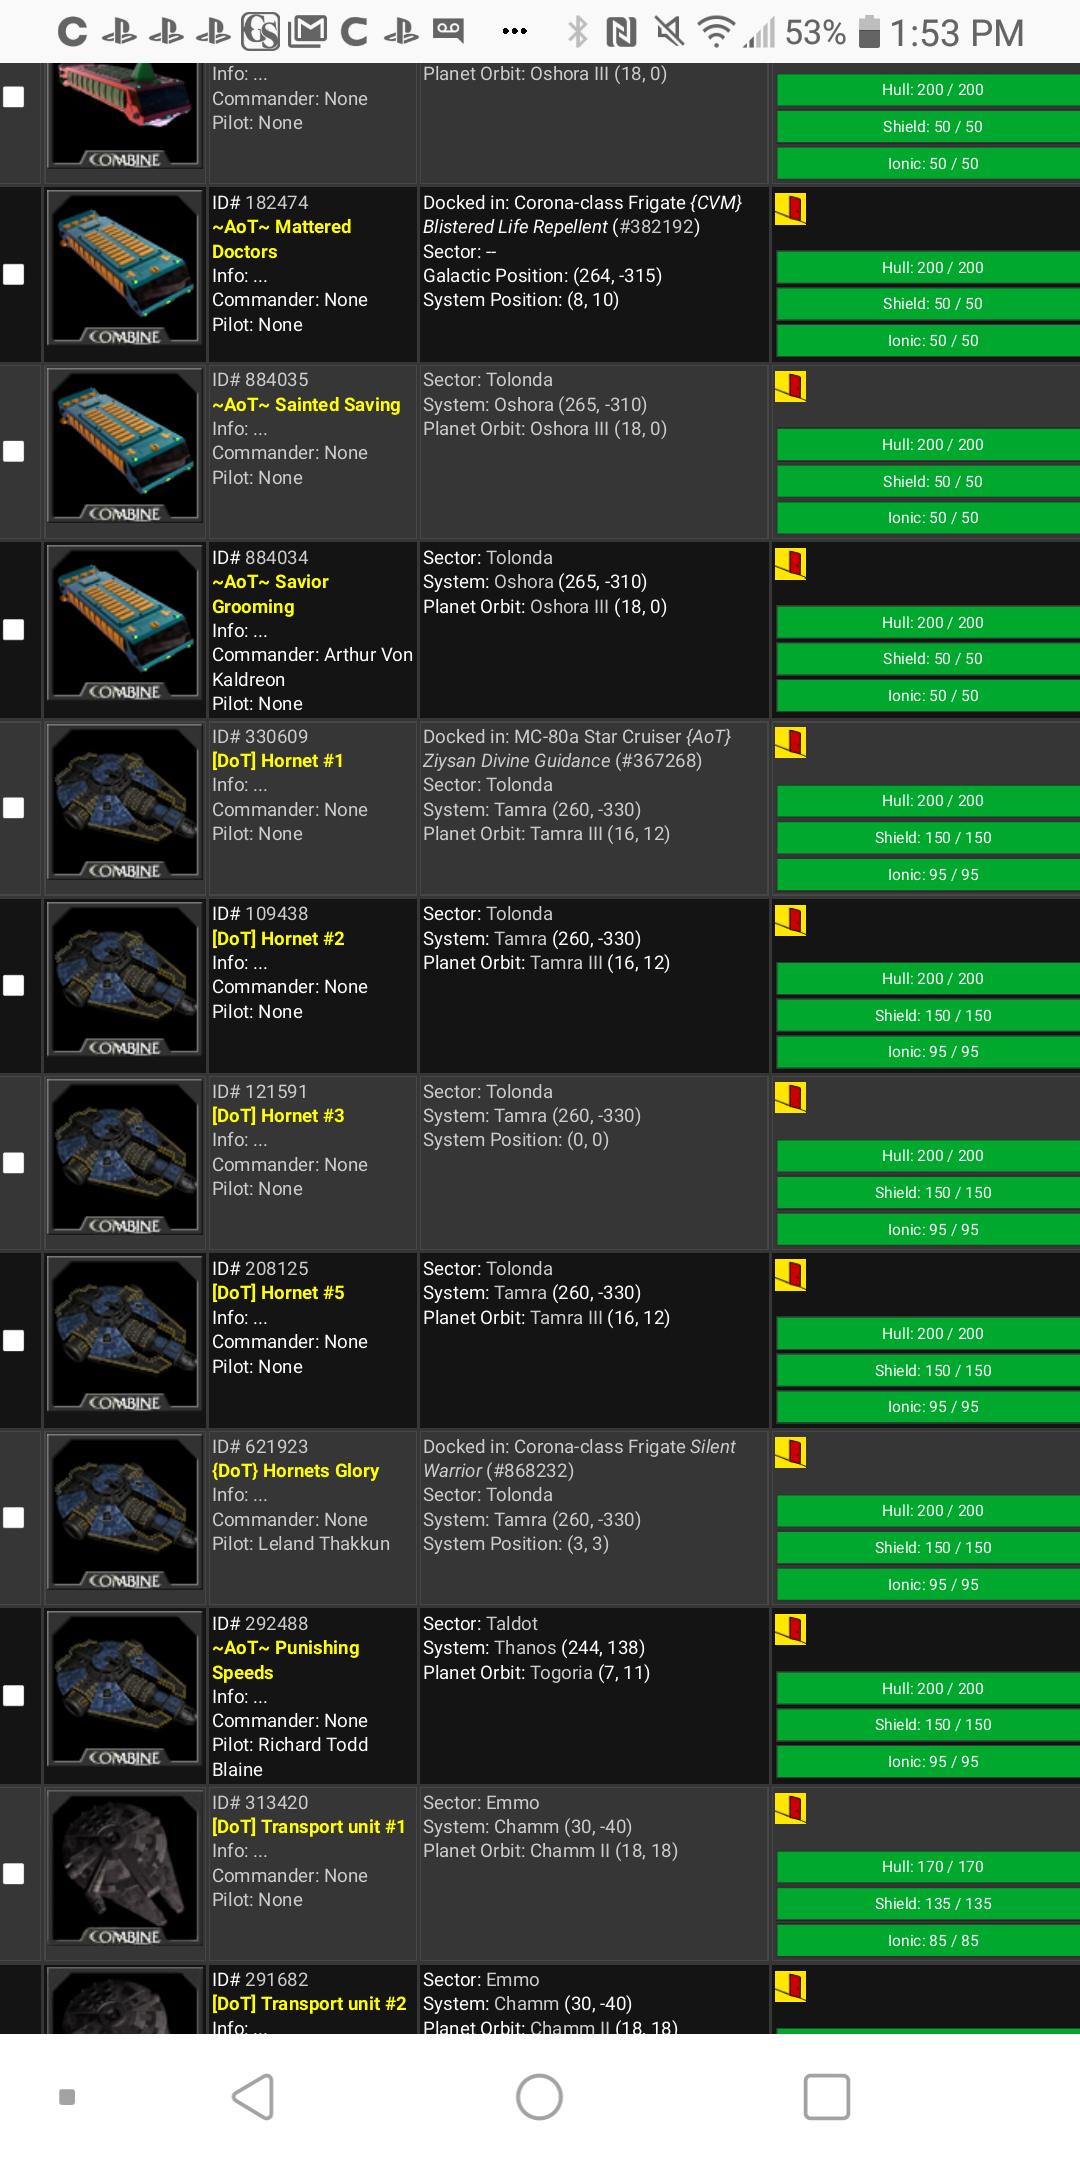 53% 1:53 PM
Info: ...
Commander: None
Pilot: None
Planet Orbit: Oshora III (18, 0)
Hull: 200 / 200
Shield: 50 / 50
Ionic: 50 / 50
COMBINE
ID# 182474
~AoT~ Mattered
Doctors
Info: ...
Commander: None
Pilot: None
Docked in: Corona-class Frigate {CVM}
Blistered Life Repellent (#382192)
Sector: --
Galactic Position: (264, -315)
System Position: (8, 10)
Hull: 200 / 200
Shield: 50 / 50
Ionic: 50 / 50
COMBINE
ID# 884035
~AoT~ Sainted Saving
Info: ...
Commander: None
Pilot: None
Sector: Tolonda
System: Oshora (265, -310)
Planet Orbit: Oshora III (18, 0)
Hull: 200 / 200
Shield: 50 / 50
Ionic: 50 / 50
COMBINE
ID# 884034
~AoT~ Savior
Grooming
Info: ...
Commander: Arthur Von
Kaldreon
Pilot: None
Sector: Tolonda
System: Oshora (265, -310)
Planet Orbit: Oshora III (18, 0)
Hull: 200 / 200
Shield: 50 / 50
Ionic: 50 / 50
COMBINE
ID# 330609
[DoT] Hornet #1
Info: ...
Commander: None
Pilot: None
Docked in: MC-80a Star Cruiser {AoT}
Ziysan Divine Guidance (#367268)
Sector: Tolonda
System: Tamra (260, -330)
Planet Orbit: Tamra III (16, 12)
Hull: 200 / 200
Shield: 150 / 150
Ionic: 95 / 95
COMBINE
ID# 109438
[DoT] Hornet #2
Info: ...
Commander: None
Pilot: None
Sector: Tolonda
System: Tamra (260, -330)
Planet Orbit: Tamra III (16, 12)
Hull: 200 / 200
Shield: 150 / 150
Ionic: 95 / 95
COMBINE
ID# 121591
[DoT] Hornet #3
Info: ...
Commander: None
Pilot: None
Sector: Tolonda
System: Tamra (260, -330)
System Position: (0, 0)
Hull: 200 / 200
Shield: 150 / 150
Ionic: 95 / 95
COMBINE
ID# 208125
[DoT] Hornet #5
Info: ...
Commander: None
Pilot: None
Sector: Tolonda
System: Tamra (260, -330)
Planet Orbit: Tamra III (16, 12)
Hull: 200 / 200
Shield: 150 / 150
Ionic: 95 / 95
COMBINE
ID# 621923
{DoT} Hornets Glory
Info: ...
Commander: None
Pilot: Leland Thakkun
Docked in: Corona-class Frigate Silent
Warrior (#868232)
Sector: Tolonda
System: Tamra (260, -330)
System Position: (3, 3)
Hull: 200 / 200
Shield: 150 / 150
Ionic: 95 / 95
COMBINE
ID# 292488
~AoT~ Punishing
Speeds
Info: ...
Commander: None
Pilot: Richard Todd
Blaine
Sector: Taldot
System: Thanos (244, 138)
Planet Orbit: Togoria (7, 11)
Hull: 200 / 200
Shield: 150 / 150
Ionic: 95 / 95
COMBINE
ID# 313420
[DoT] Transport unit #1
Info: ...
Commander: None
Pilot: None
Sector: Emmo
System: Chamm (30, -40)
Planet Orbit: Chamm II (18, 18)
Hull: 170 / 170
Shield: 135 / 135
Ionic: 85 / 85
COMBINE
ID# 291682
[DoT] Transport unit #2
Info: ...
Sector: Emmo
System: Chamm (30, -40)
Planet Orbit: Chamm II (18, 18)